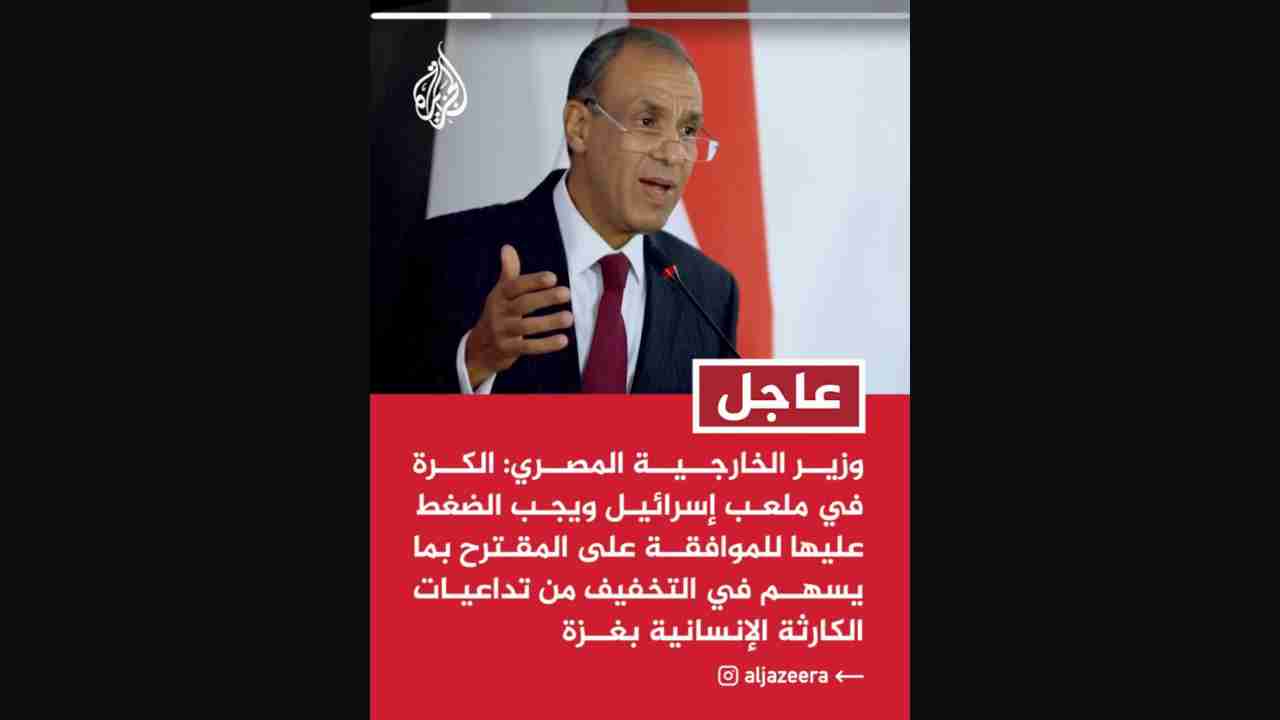 الجزيرة
عاجل
وزير الخارجية المصري: الكرة
في ملعب إسرائيل ويجب الضغط
عليها للموافقة على المقترح بما
يسهم في التخفيف من تداعيات
الكارثة الإنسانية بغزة
aljazeera